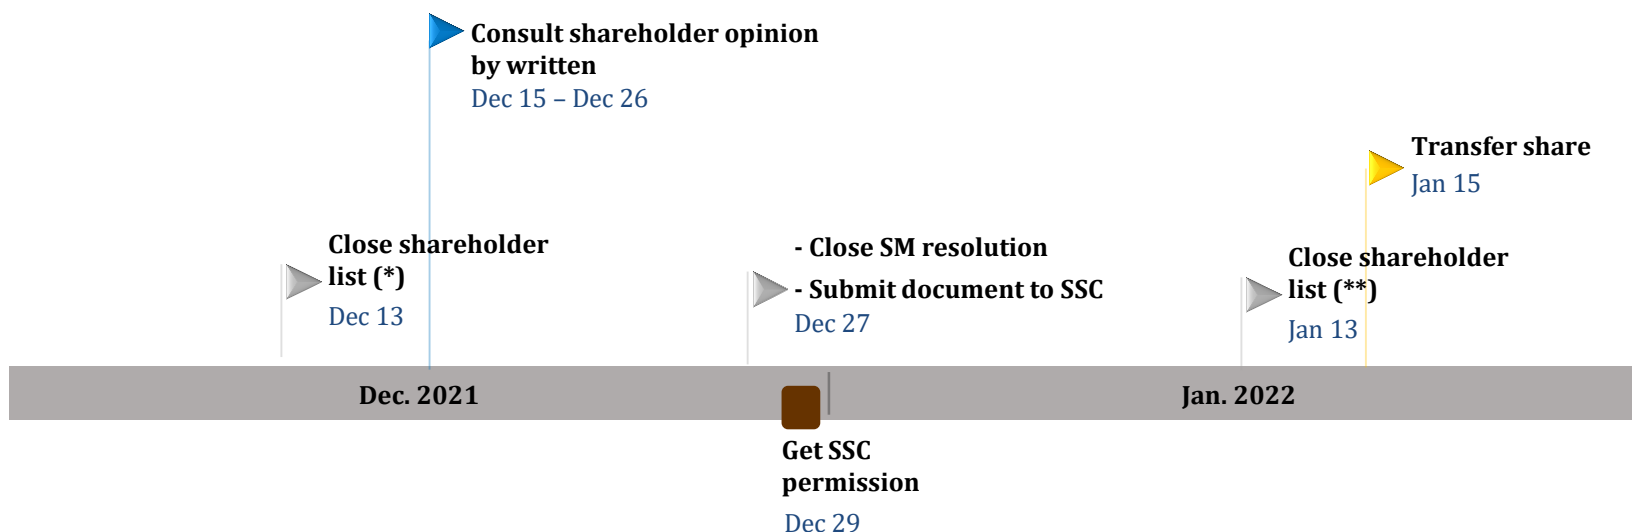 Consult shareholder opinion
by written
Dec 15 – Dec 26
Transfer share
Jan 15
Close shareholder
list (*)
Dec 13
- Close SM resolution
- Submit document to SSC
Dec 27
Close shareholder
list (**)
Jan 13
Dec. 2021
Jan. 2022
Get SSC
permission
Dec 29